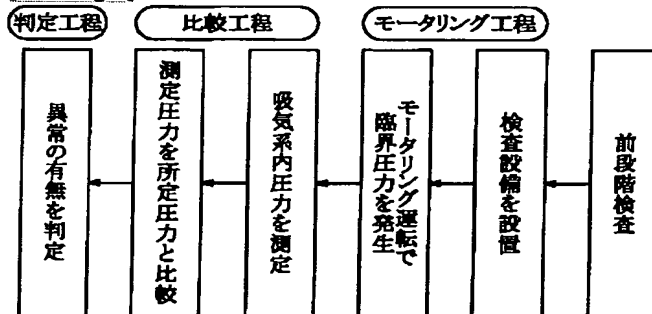 判定工程
比較工程
モータリング工程
前段階検査
検査設備を設置
モータリング運転で
臨界圧力を発生
吸気系内圧力を測定
測定圧力を所定圧力と比較
異常の有無を判定